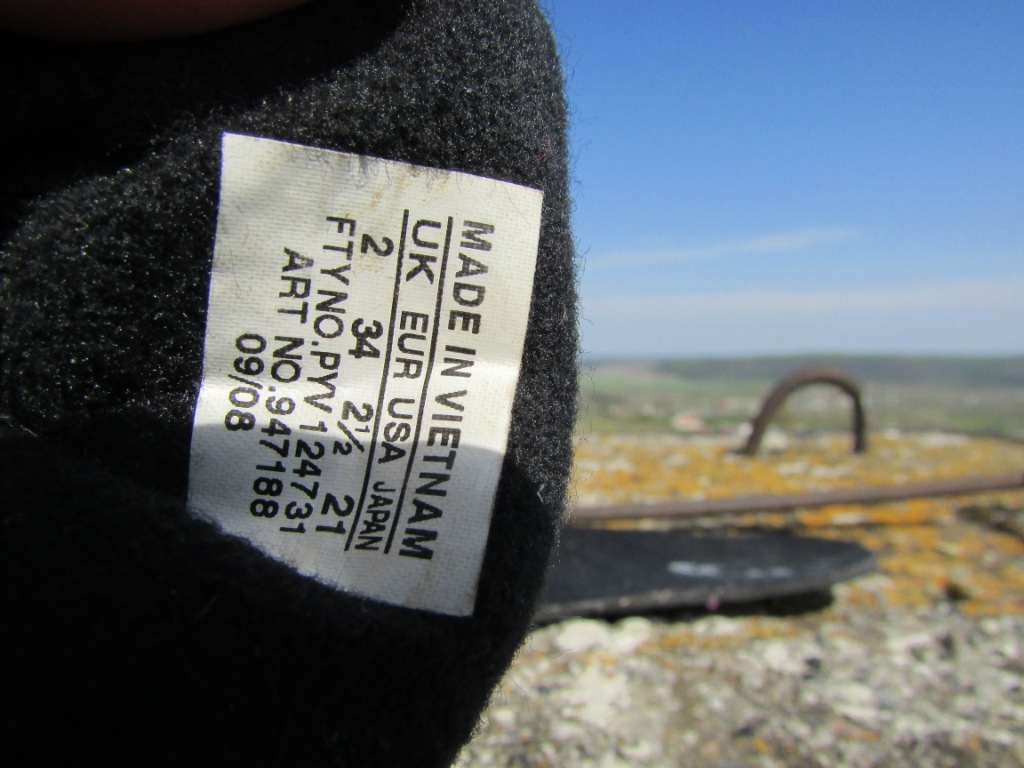 MADE IN VIETNAM
UK EUR USA JAPAN
2 34 2½ 21
FTYNO.PYV 124731
ART NO.947188
09/08